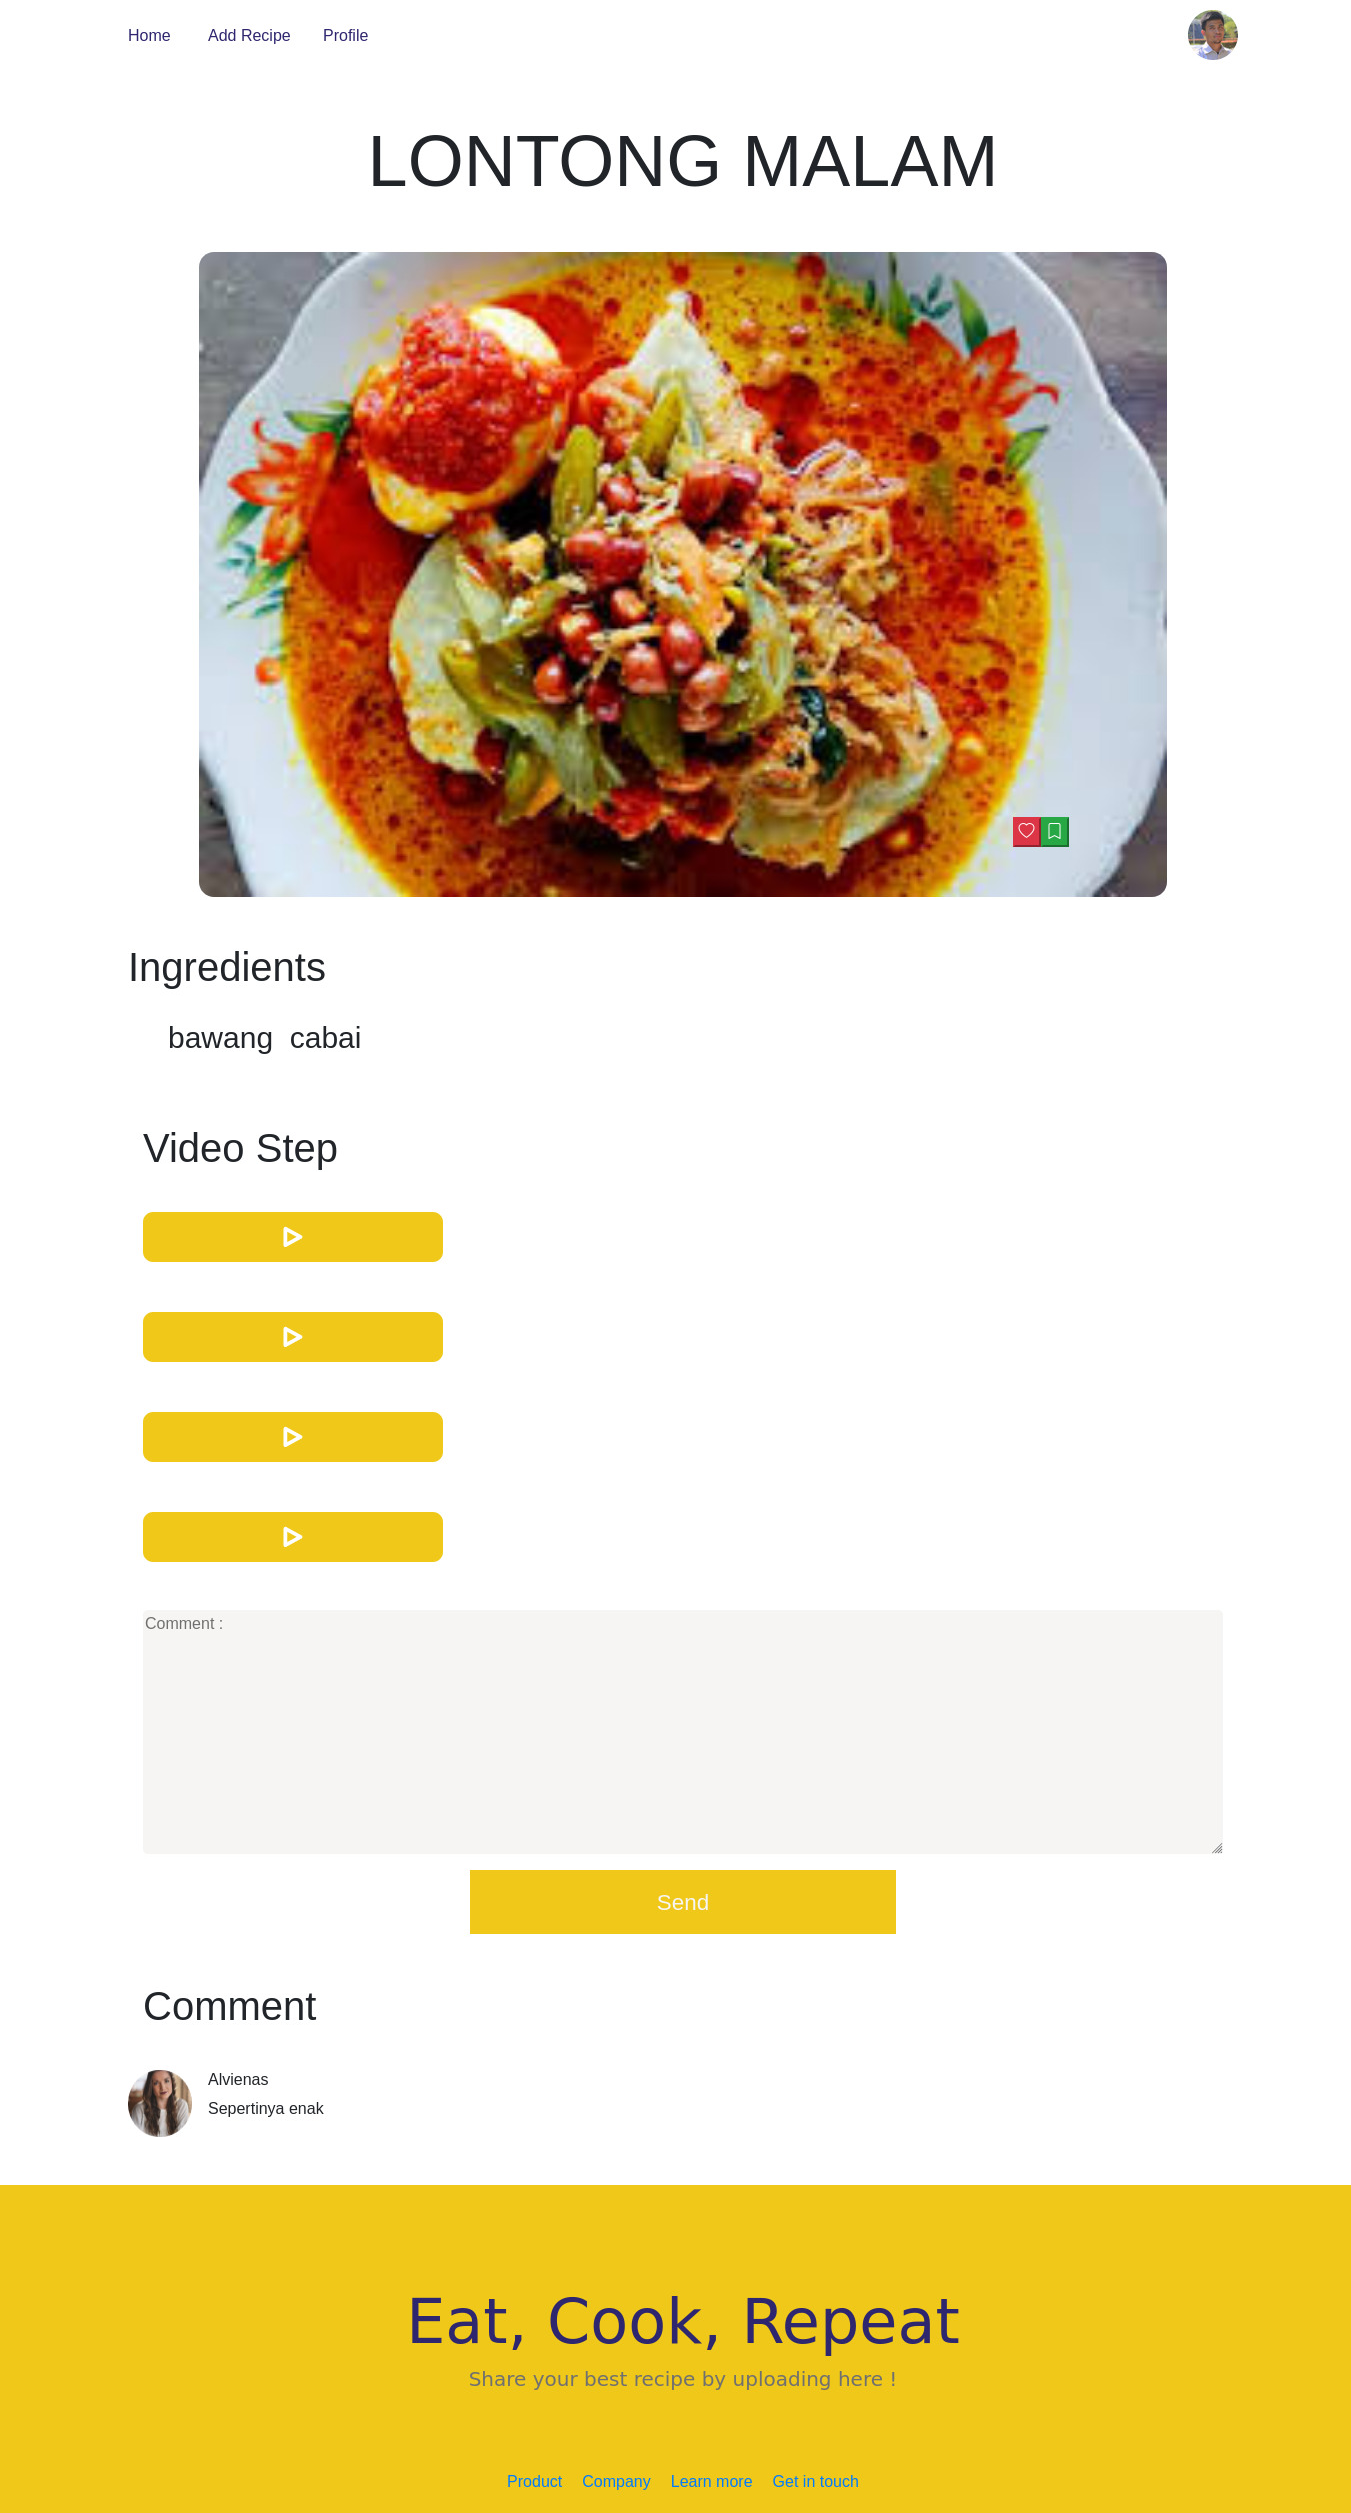 Home Add Recipe Profile
LONTONG MALAM
Ingredients
bawang cabai
Video Step
Comment :
Send
Comment
Alvienas
Sepertinya enak
Eat, Cook, Repeat
Share your best recipe by uploading here !
Product Company Learn more Get in touch